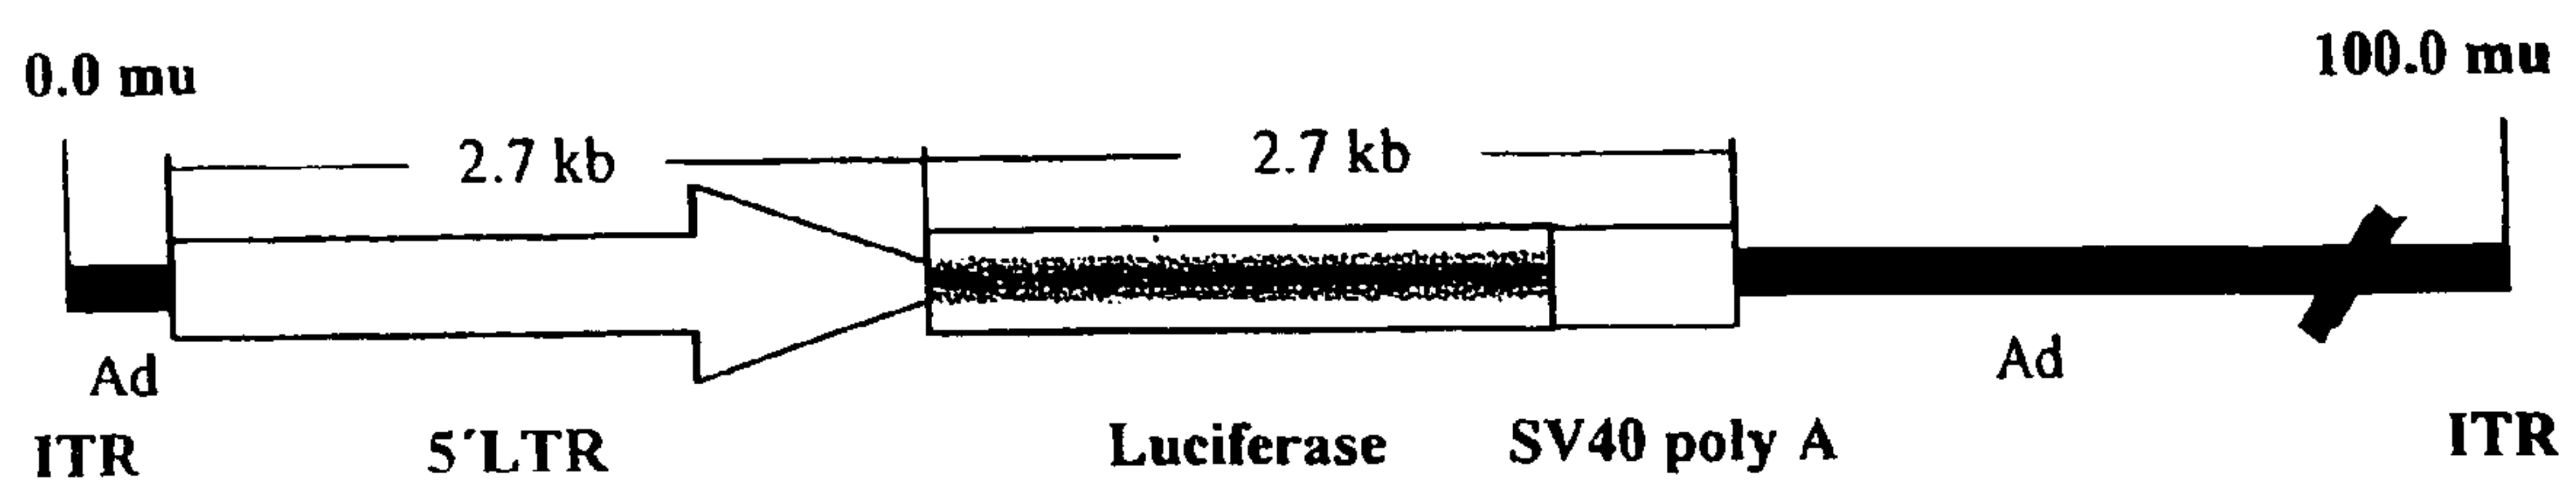 0.0 mu
100.0 mu
2.7 kb
2.7 kb
Ad
Ad
ITR
5´LTR
Luciferase
SV40 poly A
ITR